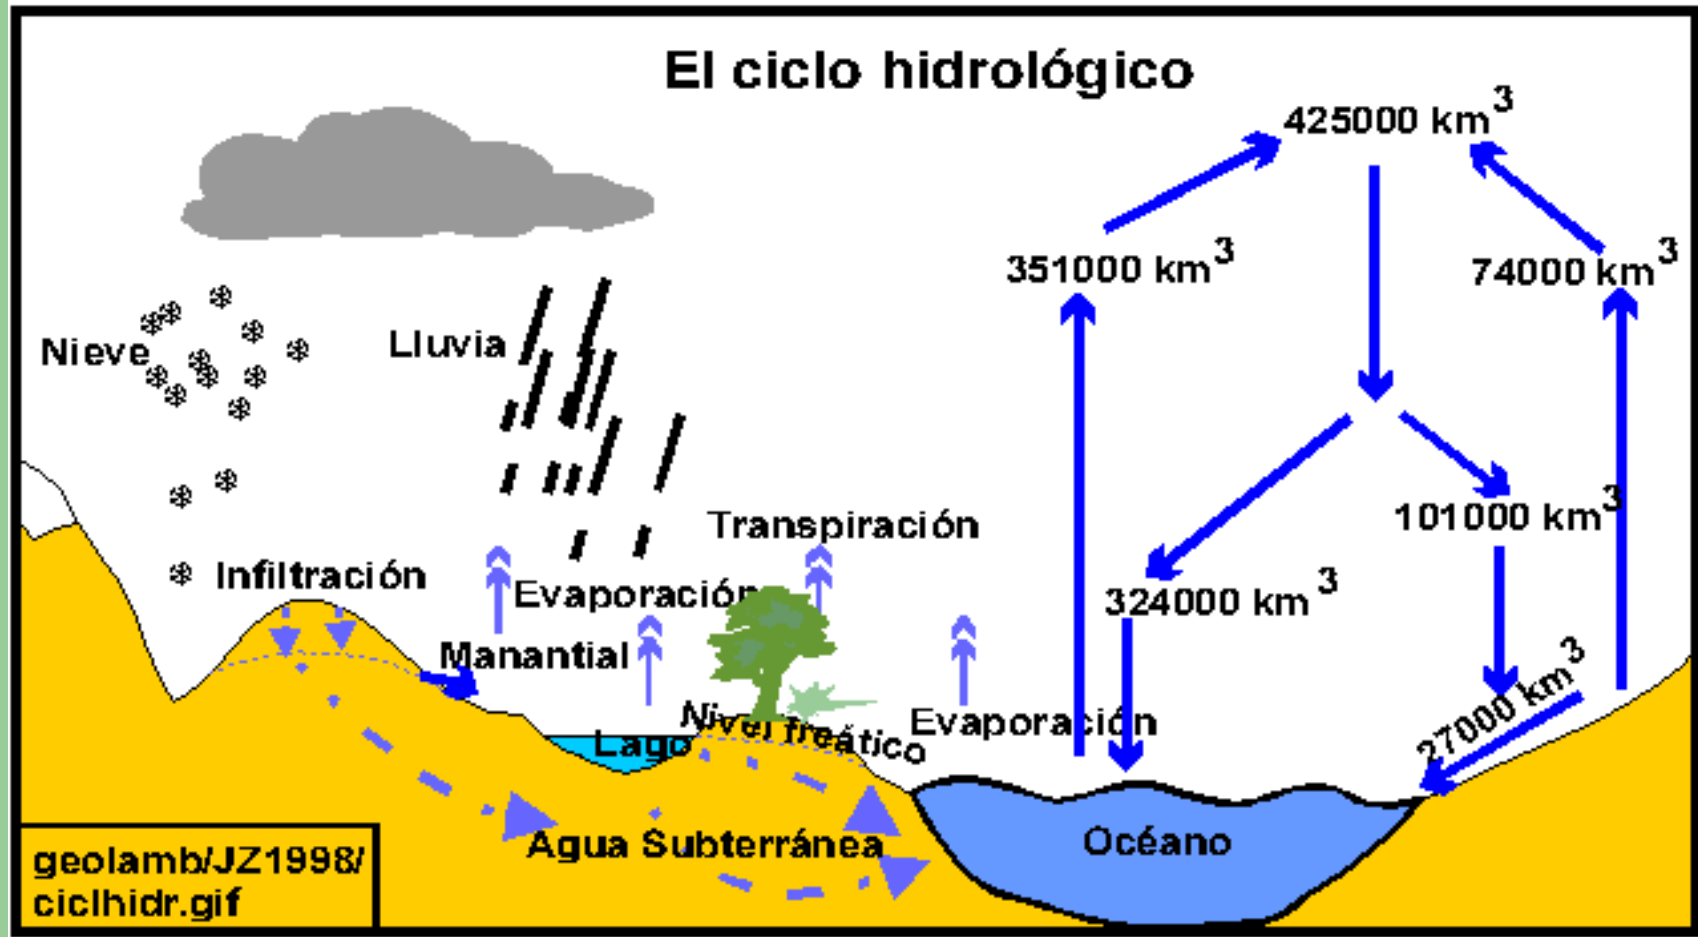 El ciclo hidrológico
425000 km³
351000 km³
74000 km³
Nieve
Lluvia
101000 km³
Transpiración
Infiltración
Evaporación
324000 km³
Manantial
27000 km³
Nivel freático
Evaporación
Lago
Agua Subterránea
Océano
geolamb/JZ1998/
ciclhidr.gif